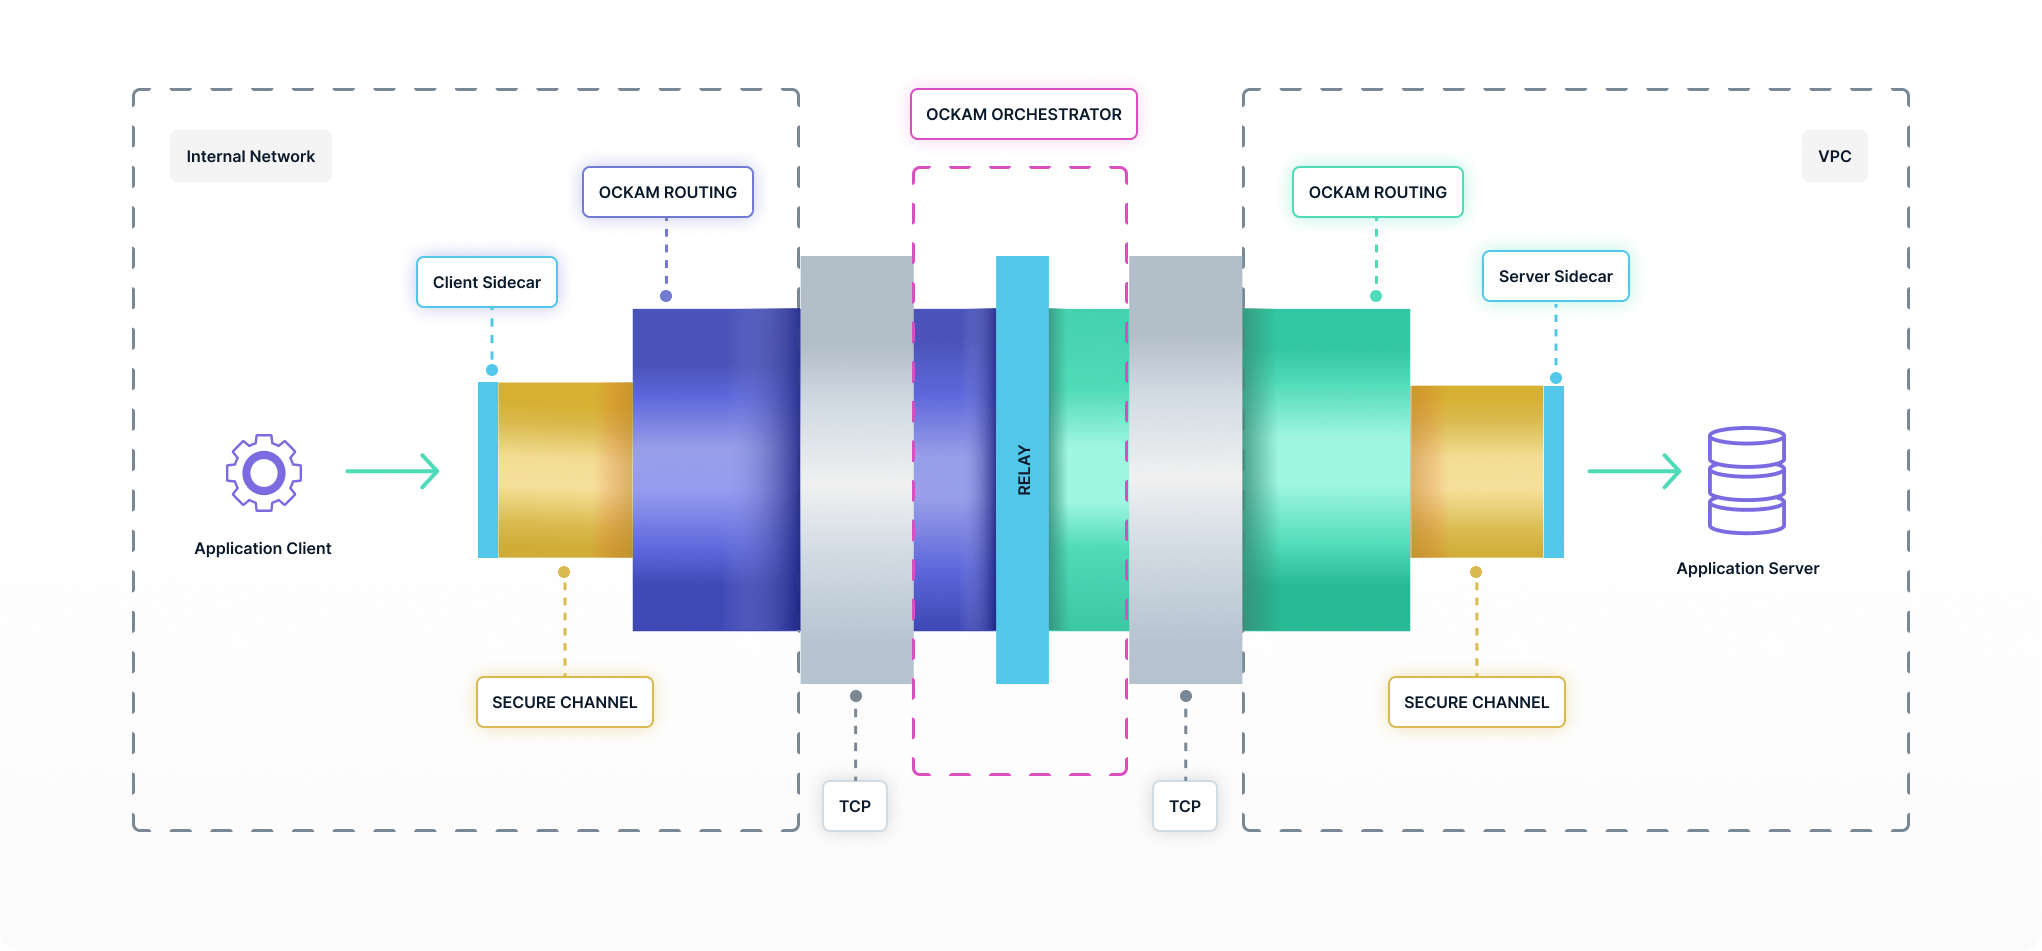 OCKAM ORCHESTRATOR
Internal Network
VPC
OCKAM ROUTING
OCKAM ROUTING
Client Sidecar
Server Sidecar
RELAY
Application Client
Application Server
SECURE CHANNEL
SECURE CHANNEL
TCP
TCP